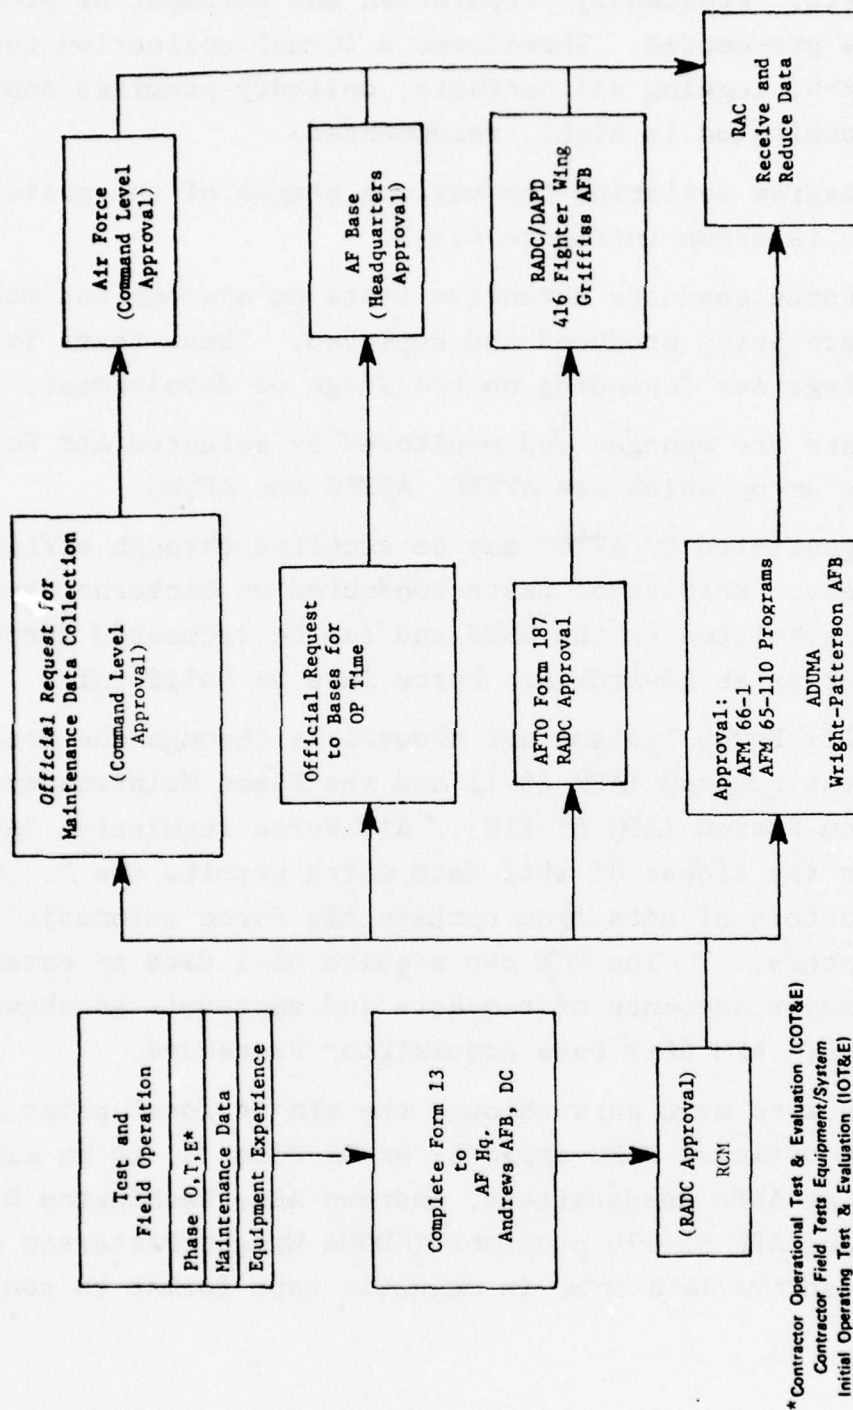 Test and
Field Operation
Phase O.T.E*
Maintenance Data
Equipment Experience
Complete Form 13
to
AF Hq.
Andrews AFB, DC
(RADC Approval)
RCM
Official Request for
Maintenance Data Collection
(Command Level
Approval)
Official Request
to Bases for
OP Time
AFTO Form 187
RADC Approval
Approval:
AFM 66-1
AFM 65-110 Programs
ADUMA
Wright-Patterson AFB
Air Force
(Command Level
Approval)
AF Base
(Headquarters
Approval)
RADC/DAPD
416 Fighter Wing
Griffiss AFB
RAC
Receive and
Reduce Data
*Contractor Operational Test & Evaluation (COT&E)
Contractor Field Tests Equipment/System
Initial Operating Test & Evaluation (IOT&E)